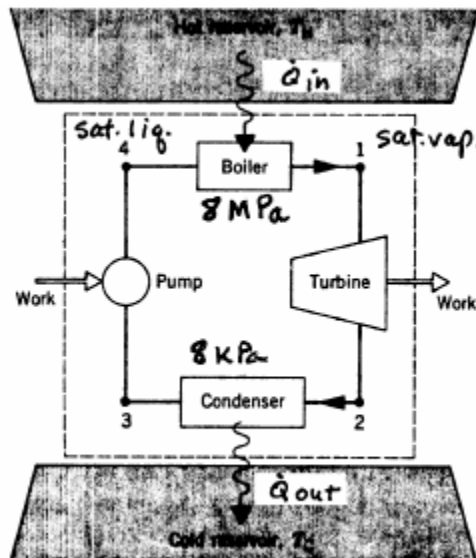 Hot reservoir, T_H
Q̇ in
sat. liq.
sat. vap.
4
1
Boiler
8 MPa
Work
Pump
Turbine
Work
8 KPa
Condenser
3
2
Q̇ out
Cold reservoir,